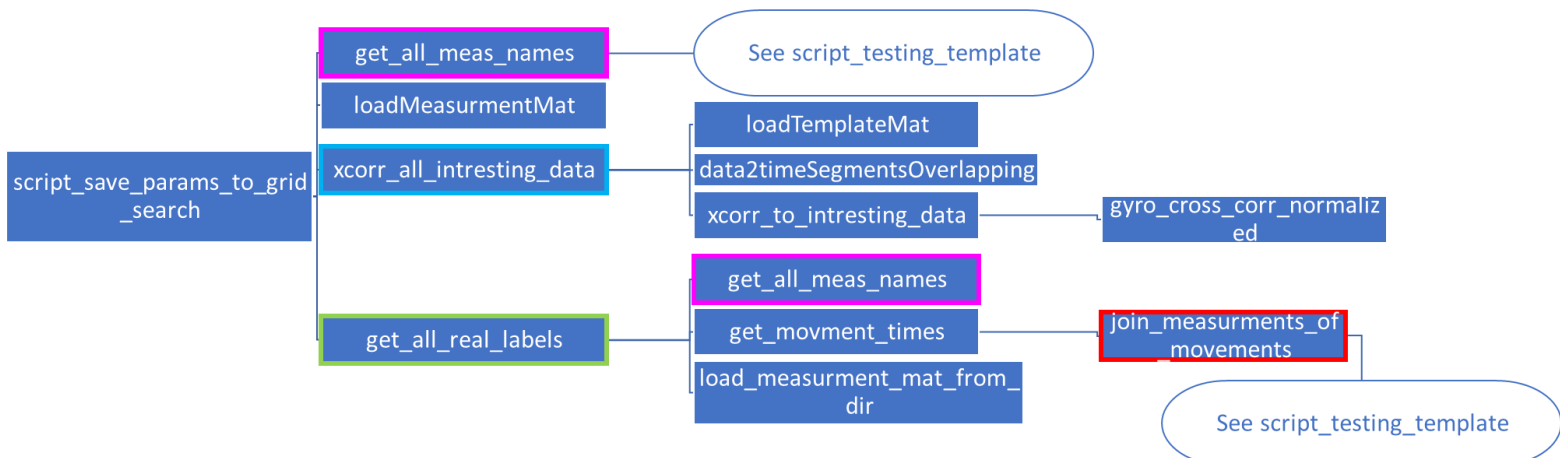 get_all_meas_names
See script_testing_template
loadMeasurmentMat
loadTemplateMat
xcorr_all_intresting_data
data2timeSegmentsOverlapping
script_save_params_to_grid
_search
xcorr_to_intresting_data
gyro_cross_corr_normaliz
ed
get_all_meas_names
get_all_real_labels
get_movment_times
join_measurments_of
_movements
load_measurment_mat_from_
dir
See script_testing_template